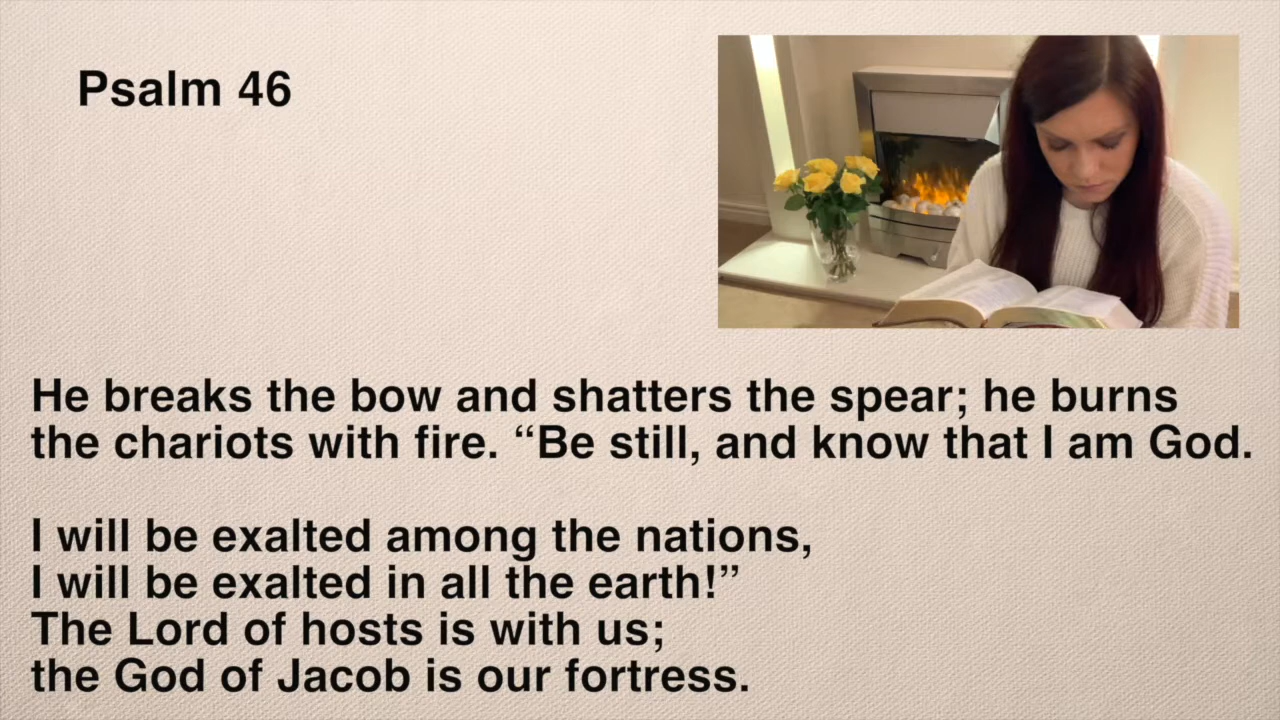 Psalm 46
He breaks the bow and shatters the spear; he burns
the chariots with fire. “Be still, and know that I am God.
I will be exalted among the nations,
I will be exalted in all the earth!”
The Lord of hosts is with us;
the God of Jacob is our fortress.